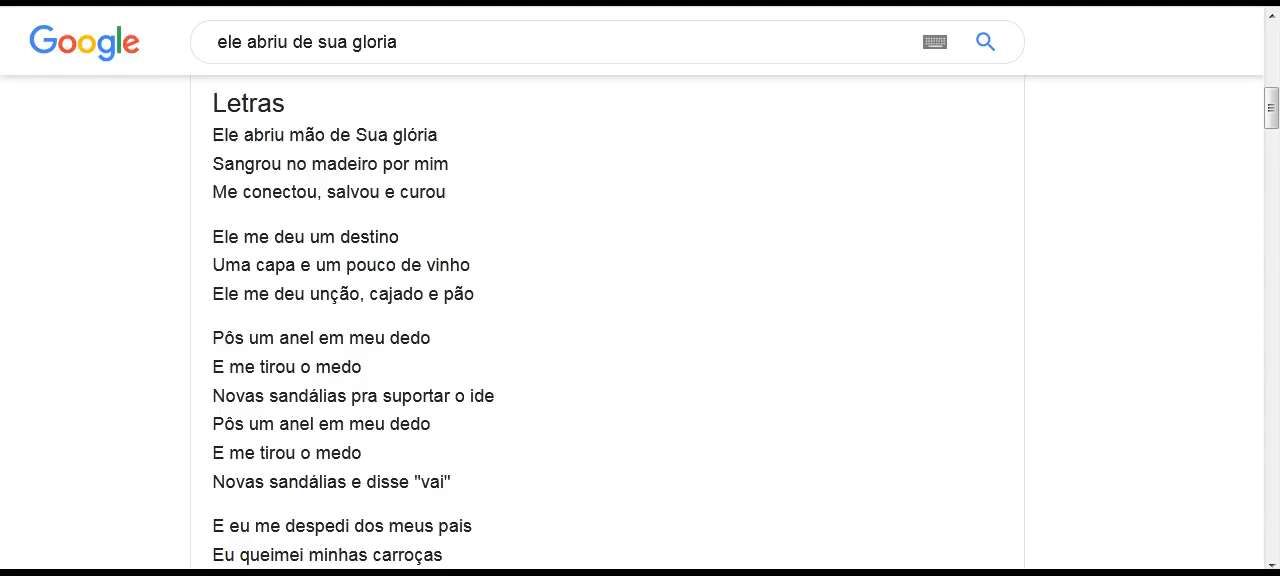 Google
ele abriu de sua gloria
Letras
Ele abriu mão de Sua glória
Sangrou no madeiro por mim
Me conectou, salvou e curou
Ele me deu um destino
Uma capa e um pouco de vinho
Ele me deu unção, cajado e pão
Pôs um anel em meu dedo
E me tirou o medo
Novas sandálias pra suportar o ide
Pôs um anel em meu dedo
E me tirou o medo
Novas sandálias e disse "vai"
E eu me despedi dos meus pais
Eu queimei minhas carroças